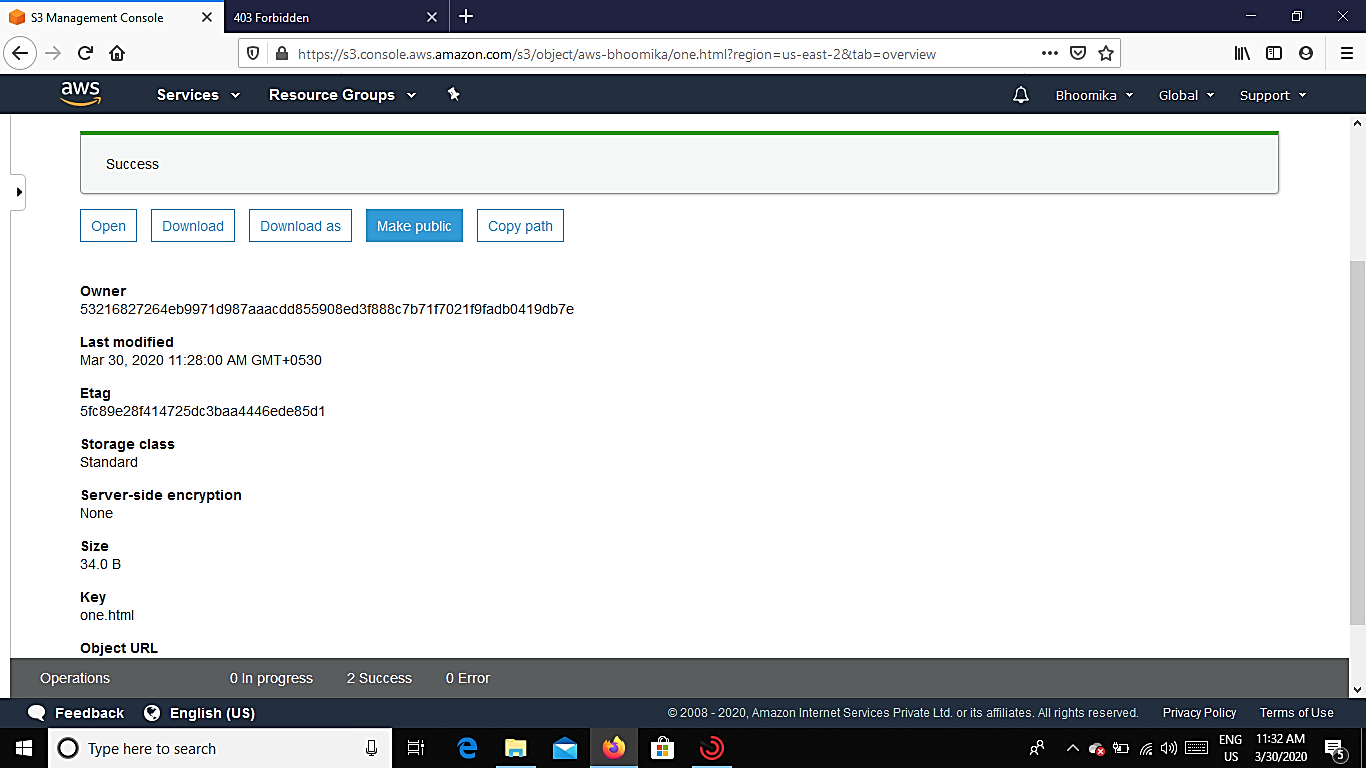 S3 Management Console
403 Forbidden
https://s3.console.aws.amazon.com/s3/object/aws-bhoomika/one.html?region=us-east-2&tab=overview
aws
Services
Resource Groups
Bhoomika
Global
Support
Success
Open
Download
Download as
Make public
Copy path
Owner
53216827264eb9971d987aaacdd855908ed3f888c7b71f7021f9fadb0419db7e
Last modified
Mar 30, 2020 11:28:00 AM GMT+0530
Etag
5fc89e28f414725dc3baa4446ede85d1
Storage class
Standard
Server-side encryption
None
Size
34.0 B
Key
one.html
Object URL
Operations
0 In progress
2 Success
0 Error
Feedback
English (US)
© 2008 - 2020, Amazon Internet Services Private Ltd. or its affiliates. All rights reserved.
Privacy Policy
Terms of Use
Type here to search
ENG
US
11:32 AM
3/30/2020
5